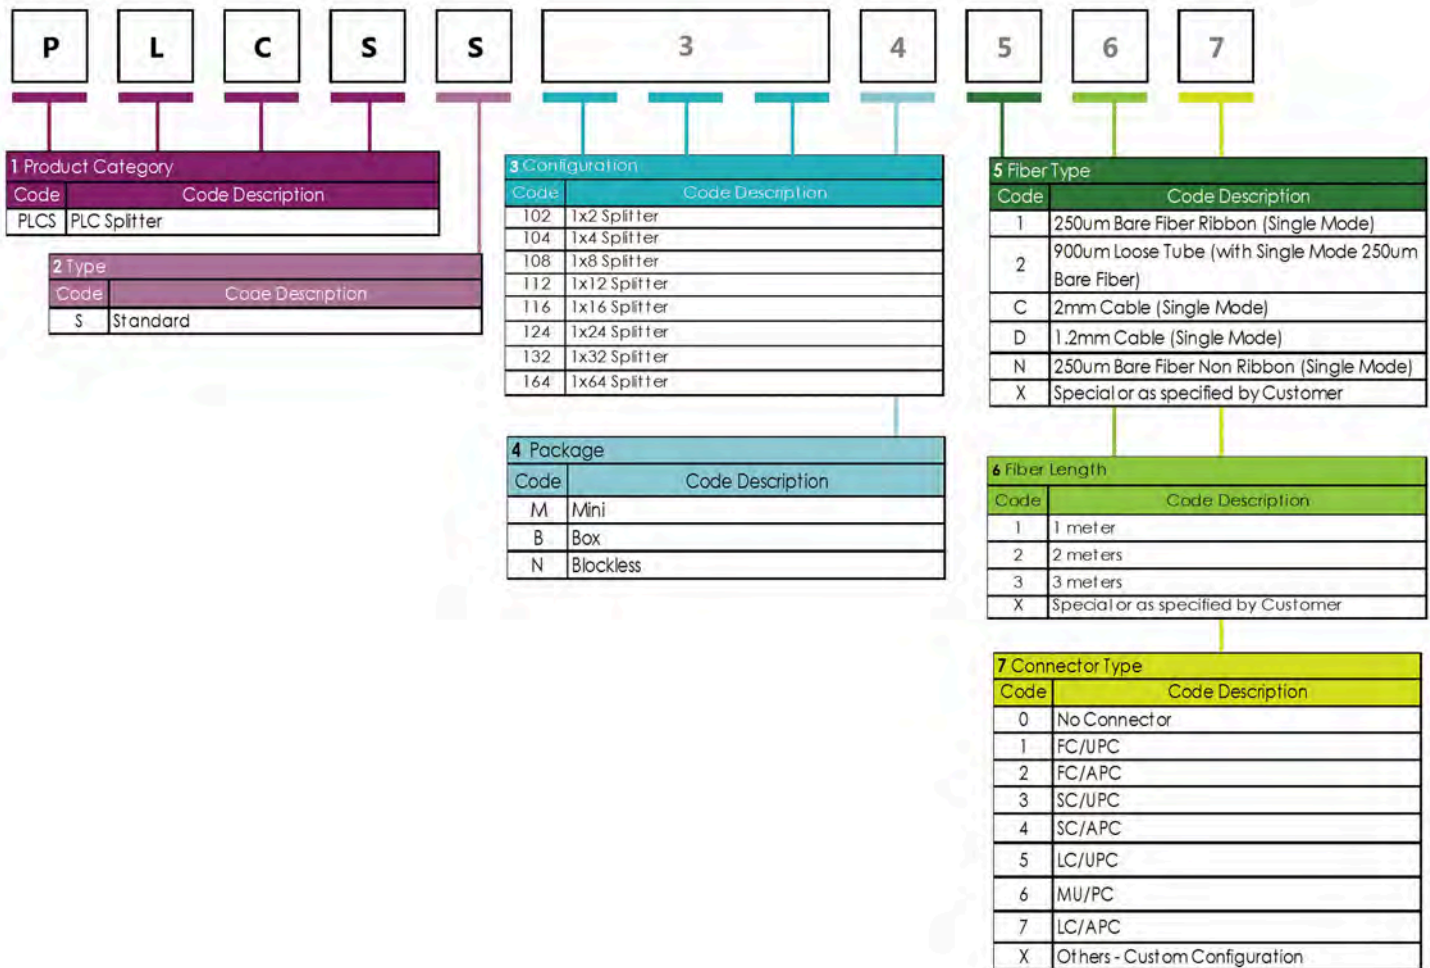 P L C S S 3 4 5 6 7
1 Product Category
Code Code Description
PLCS PLC Splitter
2 Type
Code Code Description
S Standard
3 Configuration
Code Code Description
102 1x2 Splitter
104 1x4 Splitter
108 1x8 Splitter
112 1x12 Splitter
116 1x16 Splitter
124 1x24 Splitter
132 1x32 Splitter
164 1x64 Splitter
4 Package
Code Code Description
M Mini
B Box
N Blockless
5 Fiber Type
Code Code Description
1 250um Bare Fiber Ribbon (Single Mode)
2 900um Loose Tube (with Single Mode 250um
Bare Fiber)
C 2mm Cable (Single Mode)
D 1.2mm Cable (Single Mode)
N 250um Bare Fiber Non Ribbon (Single Mode)
X Special or as specified by Customer
6 Fiber Length
Code Code Description
1 1 meter
2 2 meters
3 3 meters
X Special or as specified by Customer
7 Connector Type
Code Code Description
0 No Connector
1 FC/UPC
2 FC/APC
3 SC/UPC
4 SC/APC
5 LC/UPC
6 MU/PC
7 LC/APC
X Others - Custom Configuration